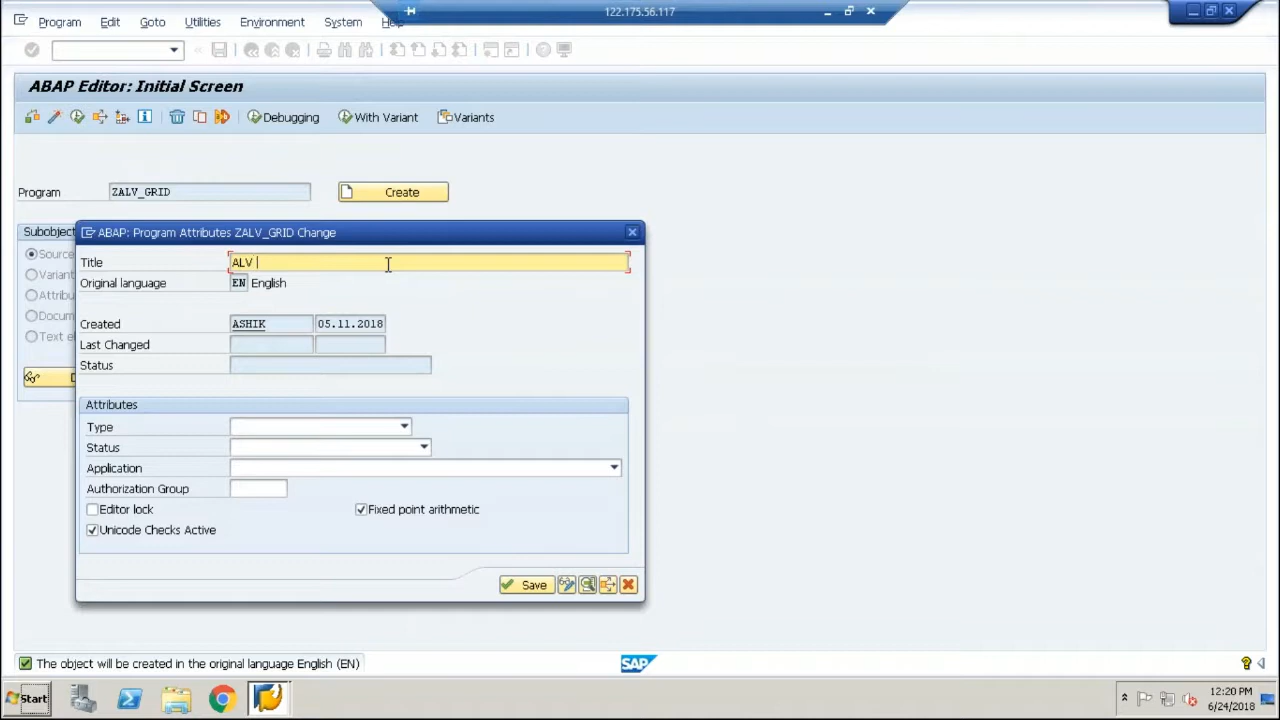 122.175.56.117
Program Edit Goto Utilities Environment System
ABAP Editor: Initial Screen
Debugging With Variant Variants
Program ZALV_GRID Create
Subobject
ABAP: Program Attributes ZALV_GRID Change
Title ALV
Original language EN English
Created ASHIK 05.11.2018
Last Changed
Status
Attributes
Type
Status
Application
Authorization Group
Editor lock Fixed point arithmetic
Unicode Checks Active
Save
The object will be created in the original language English (EN)
SAP
Start
12:20 PM
6/24/2018